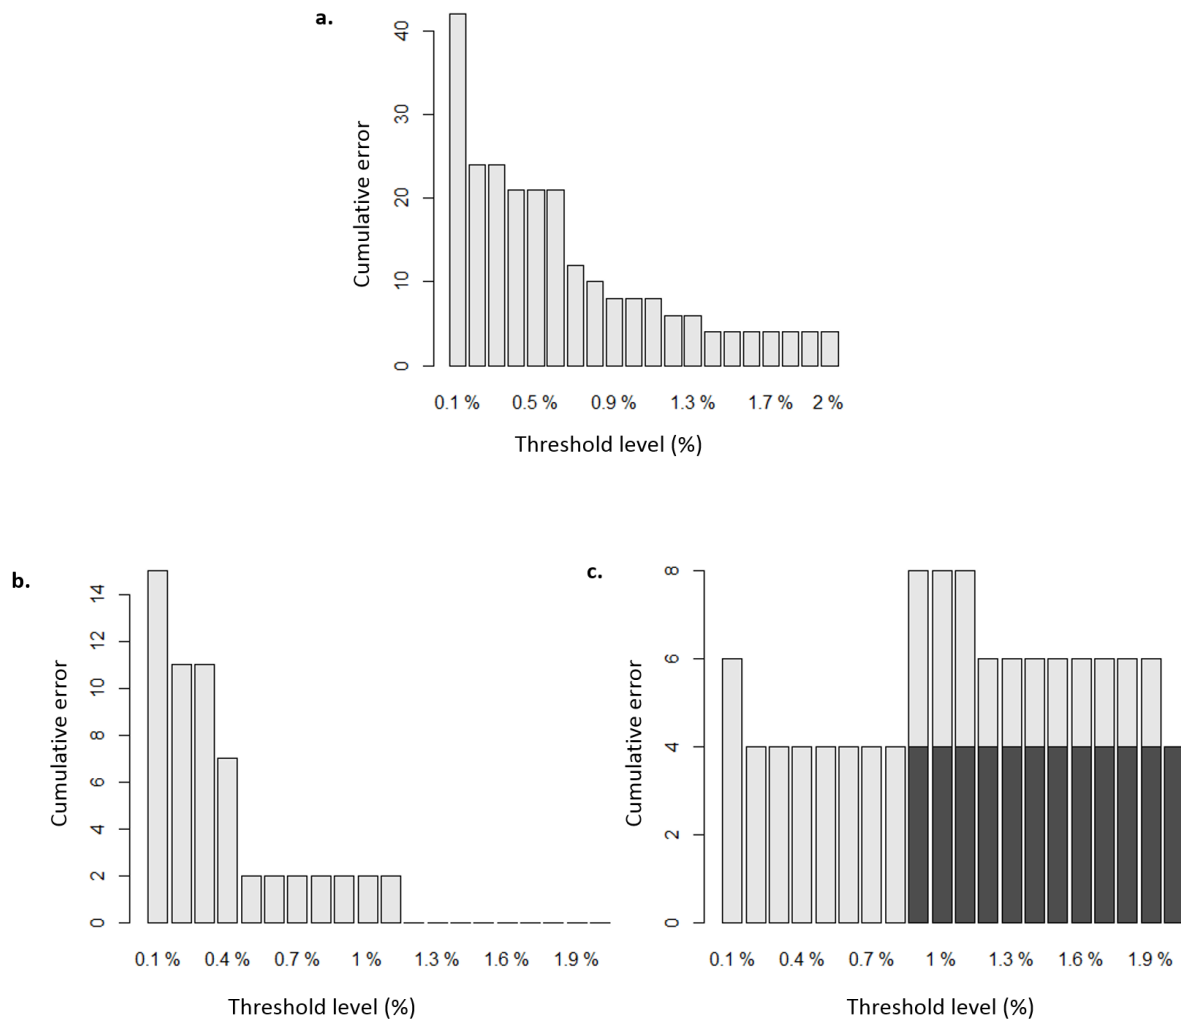 a.
40
30
20
10
0
Cumulative error
0.1 % 0.5 % 0.9 % 1.3 % 1.7 % 2 %
Threshold level (%)
b.
14
12
10
8
6
4
2
0
Cumulative error
0.1 % 0.4 % 0.7 % 1 % 1.3 % 1.6 % 1.9 %
Threshold level (%)
c.
8
6
4
2
0
Cumulative error
0.1 % 0.4 % 0.7 % 1 % 1.3 % 1.6 % 1.9 %
Threshold level (%)